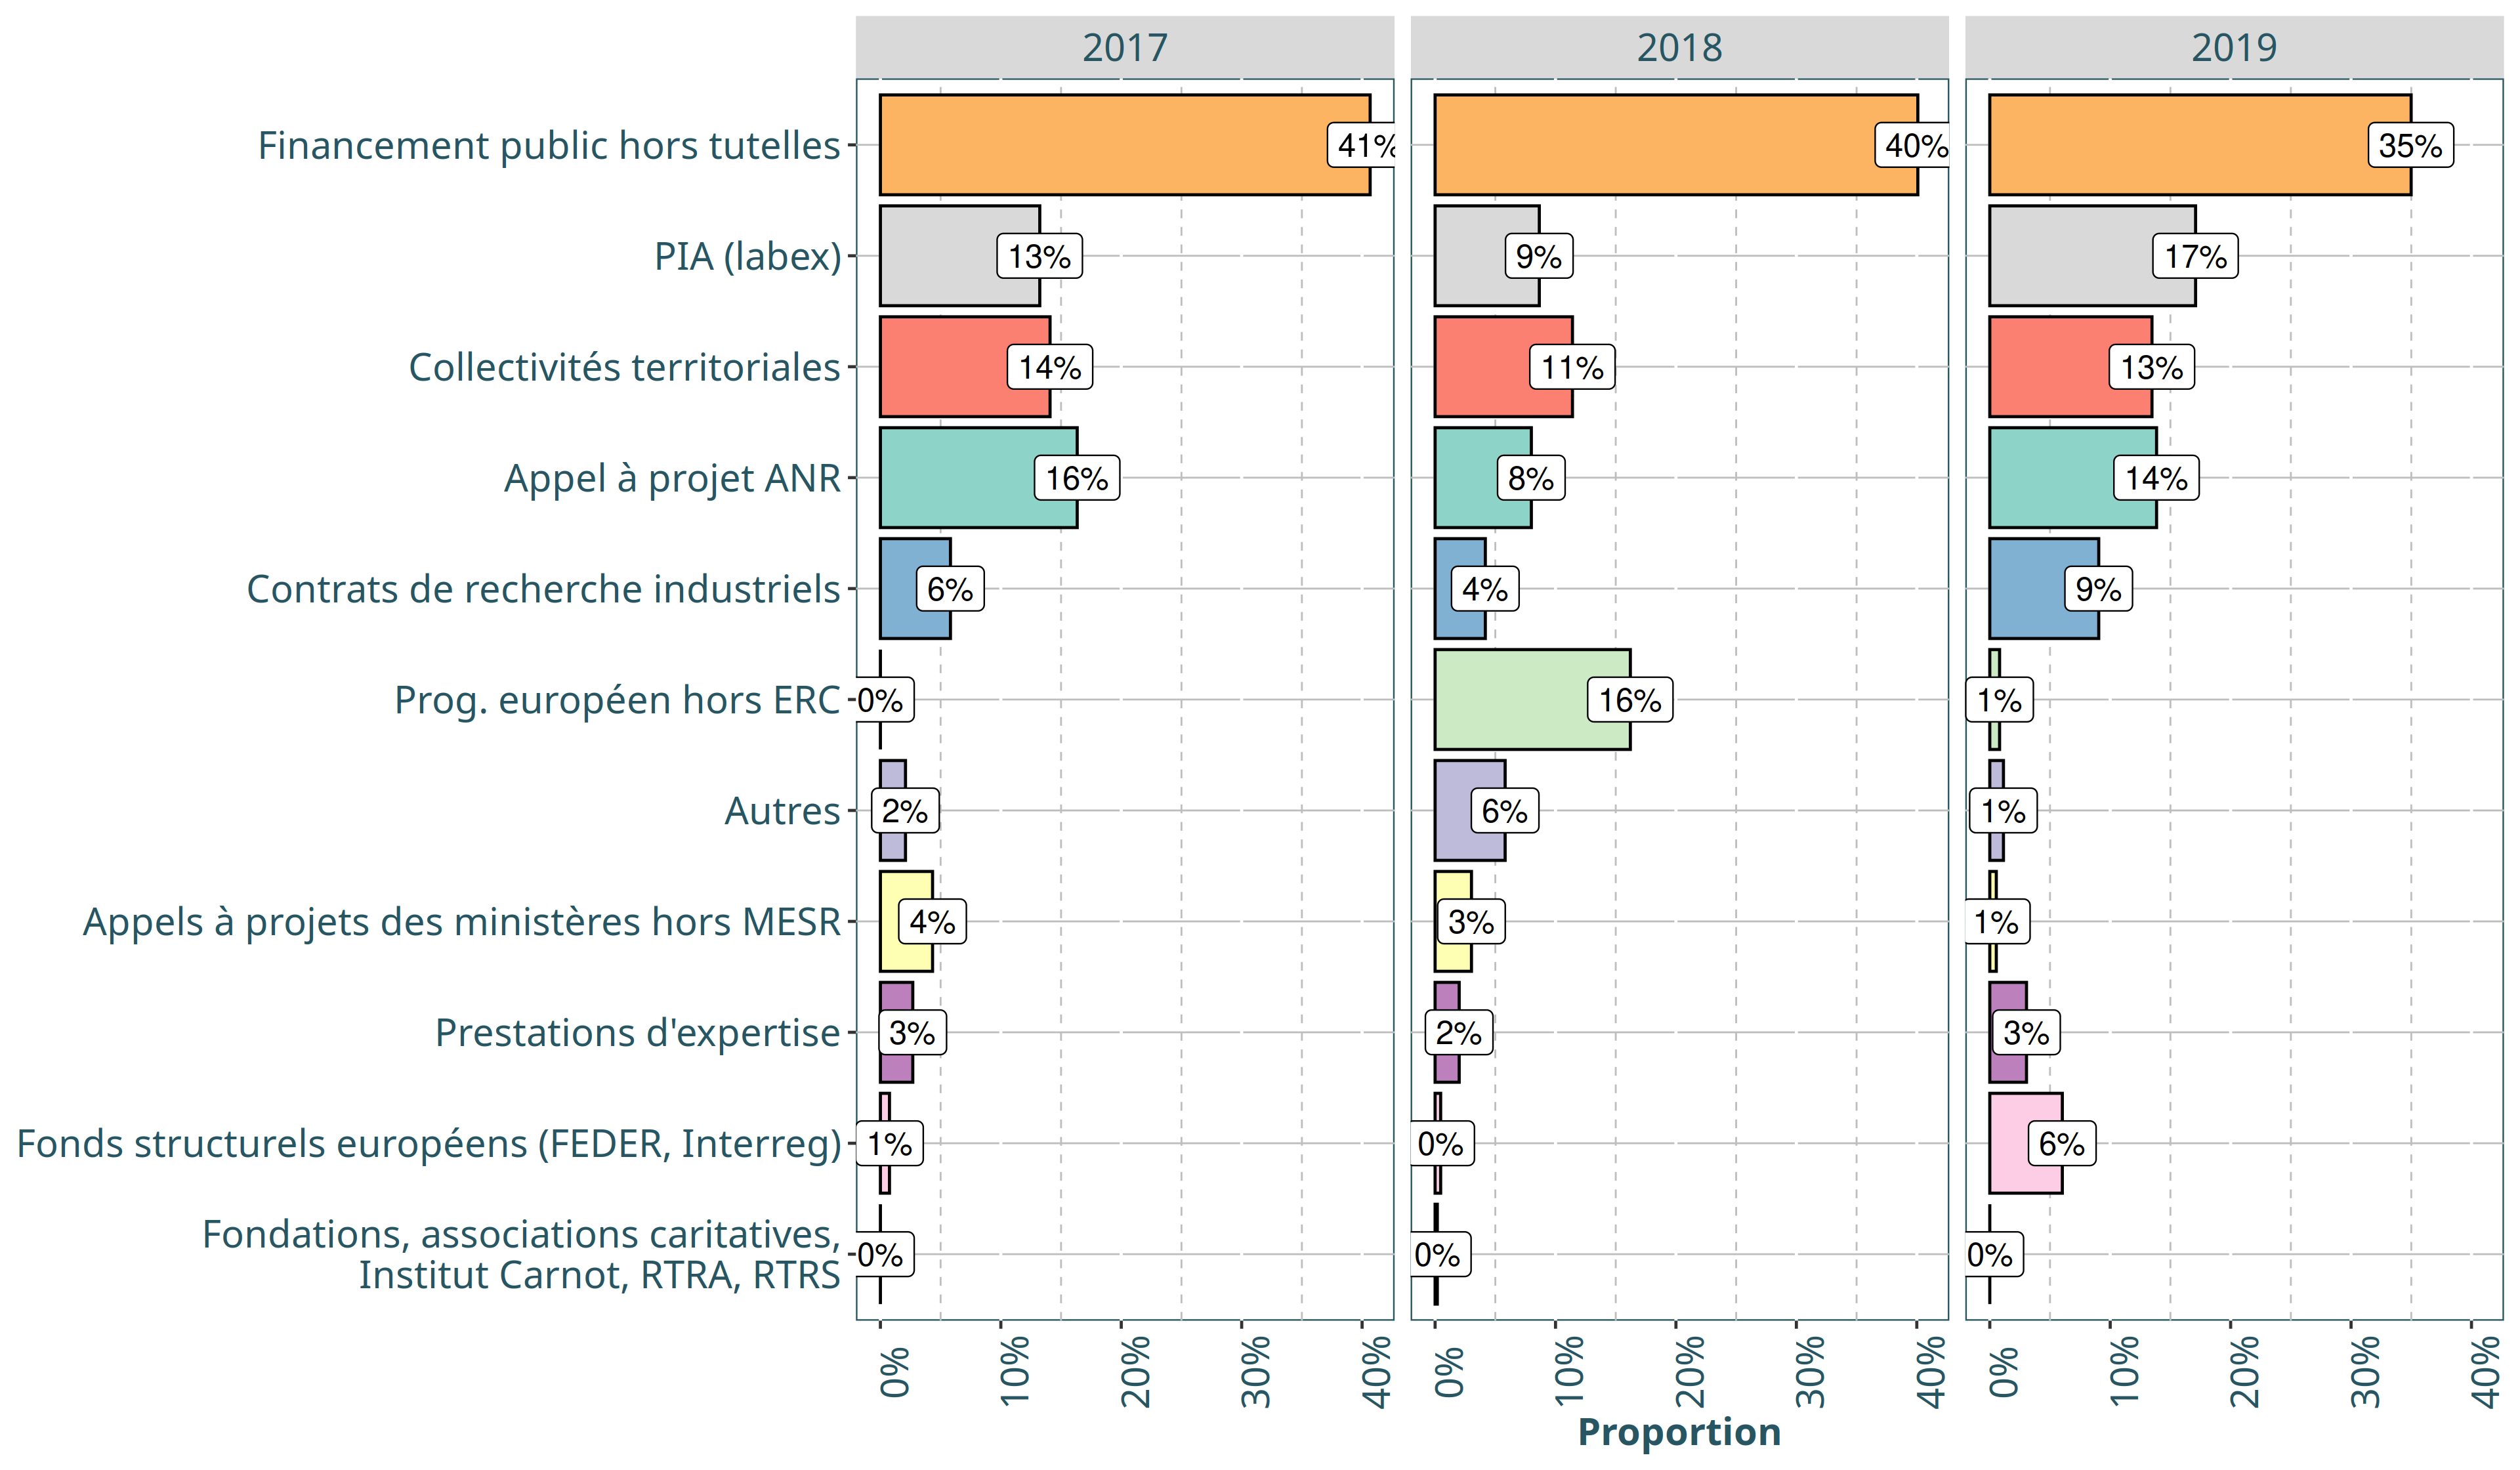 2017 2018 2019
Financement public hors tutelles 41% 40% 35%
PIA (labex) 13% 9% 17%
Collectivités territoriales 14% 11% 13%
Appel à projet ANR 16% 8% 14%
Contrats de recherche industriels 6% 4% 9%
Prog. européen hors ERC 0% 16% 1%
Autres 2% 6% 1%
Appels à projets des ministères hors MESR 4% 3% 1%
Prestations d'expertise 3% 2% 3%
Fonds structurels européens (FEDER, Interreg) 1% 0% 6%
Fondations, associations caritatives,
Institut Carnot, RTRA, RTRS 0% 0% 0%
0% 10% 20% 30% 40% 0% 10% 20% 30% 40% 0% 10% 20% 30% 40%
Proportion